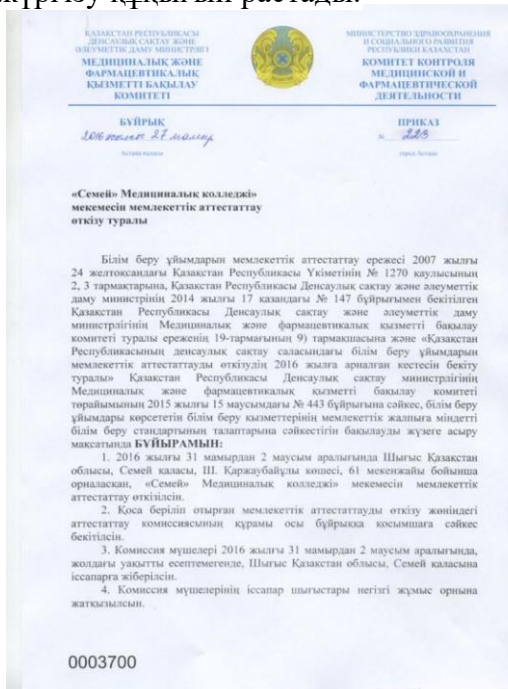 жүргізу құқығын растады.
ҚАЗАҚСТАН РЕСПУБЛИКАСЫ
ДЕНСАУЛЫҚ САҚТАУ ЖӘНЕ
ӘЛЕУМЕТТІК ДАМУ МИНИСТРЛІГІ
МЕДИЦИНАЛЫҚ ЖӘНЕ
ФАРМАЦЕВТИКАЛЫҚ
ҚЫЗМЕТТІ БАҚЫЛАУ
КОМИТЕТІ
МИНИСТЕРСТВО ЗДРАВООХРАНЕНИЯ
И СОЦИАЛЬНОГО РАЗВИТИЯ
РЕСПУБЛИКИ КАЗАХСТАН
КОМИТЕТ КОНТРОЛЯ
МЕДИЦИНСКОЙ И
ФАРМАЦЕВТИЧЕСКОЙ
ДЕЯТЕЛЬНОСТИ
БҰЙРЫҚ
2016 жылғы 27 мамыр
Астана қаласы
ПРИКАЗ
№ 223
город Астана
«Семей» Медициналық колледжі»
мекемесін мемлекеттік аттестаттау
өткізу туралы
Білім беру ұйымдарын мемлекеттік аттестаттау ережесі 2007 жылғы
24 желтоқсандағы Қазақстан Республикасы Үкіметінің № 1270 қаулысының
2, 3 тармақтарына, Қазақстан Республикасы Денсаулық сақтау және әлеуметтік
даму министрінің 2014 жылғы 17 қазандағы № 147 бұйрығымен бекітілген
Қазақстан Республикасы Денсаулық сақтау және әлеуметтік даму
министрлігінің Медициналық және фармацевтикалық қызметті бақылау
комитеті туралы ереженің 19-тармағының 9) тармақшасына және «Қазақстан
Республикасының денсаулық сақтау саласындағы білім беру ұйымдарын
мемлекеттік аттестаттауды өткізудің 2016 жылға арналған кестесін бекіту
туралы» Қазақстан Республикасы Денсаулық сақтау министрлігінің
Медициналық және фармацевтикалық қызметті бақылау комитеті
төрайымының 2015 жылғы 15 маусымдағы № 443 бұйрығына сәйкес, білім беру
ұйымдары көрсететін білім беру қызметтерінің мемлекеттік жалпыға міндетті
білім беру стандартының талаптарына сәйкестігін бақылауды жүзеге асыру
мақсатында БҰЙЫРАМЫН:
1. 2016 жылғы 31 мамырдан 2 маусым аралығында Шығыс Қазақстан
облысы, Семей қаласы, Ш. Қаржаубайұлы көшесі, 61 мекенжайы бойынша
орналасқан, «Семей» Медициналық колледжі» мекемесін мемлекеттік
аттестаттау өткізілсін.
2. Қоса беріліп отырған мемлекеттік аттестаттауды өткізу жөніндегі
аттестаттау комиссиясының құрамы осы бұйрыққа қосымшаға сәйкес
бекітілсін.
3. Комиссия мүшелері 2016 жылғы 31 мамырдан 2 маусым аралығында,
жолдағы уақытты есептемегенде, Шығыс Қазақстан облысы, Семей қаласына
іссапарға жіберілсін.
4. Комиссия мүшелерінің іссапар шығыстары негізгі жұмыс орнына
жатқызылсын.
0003700